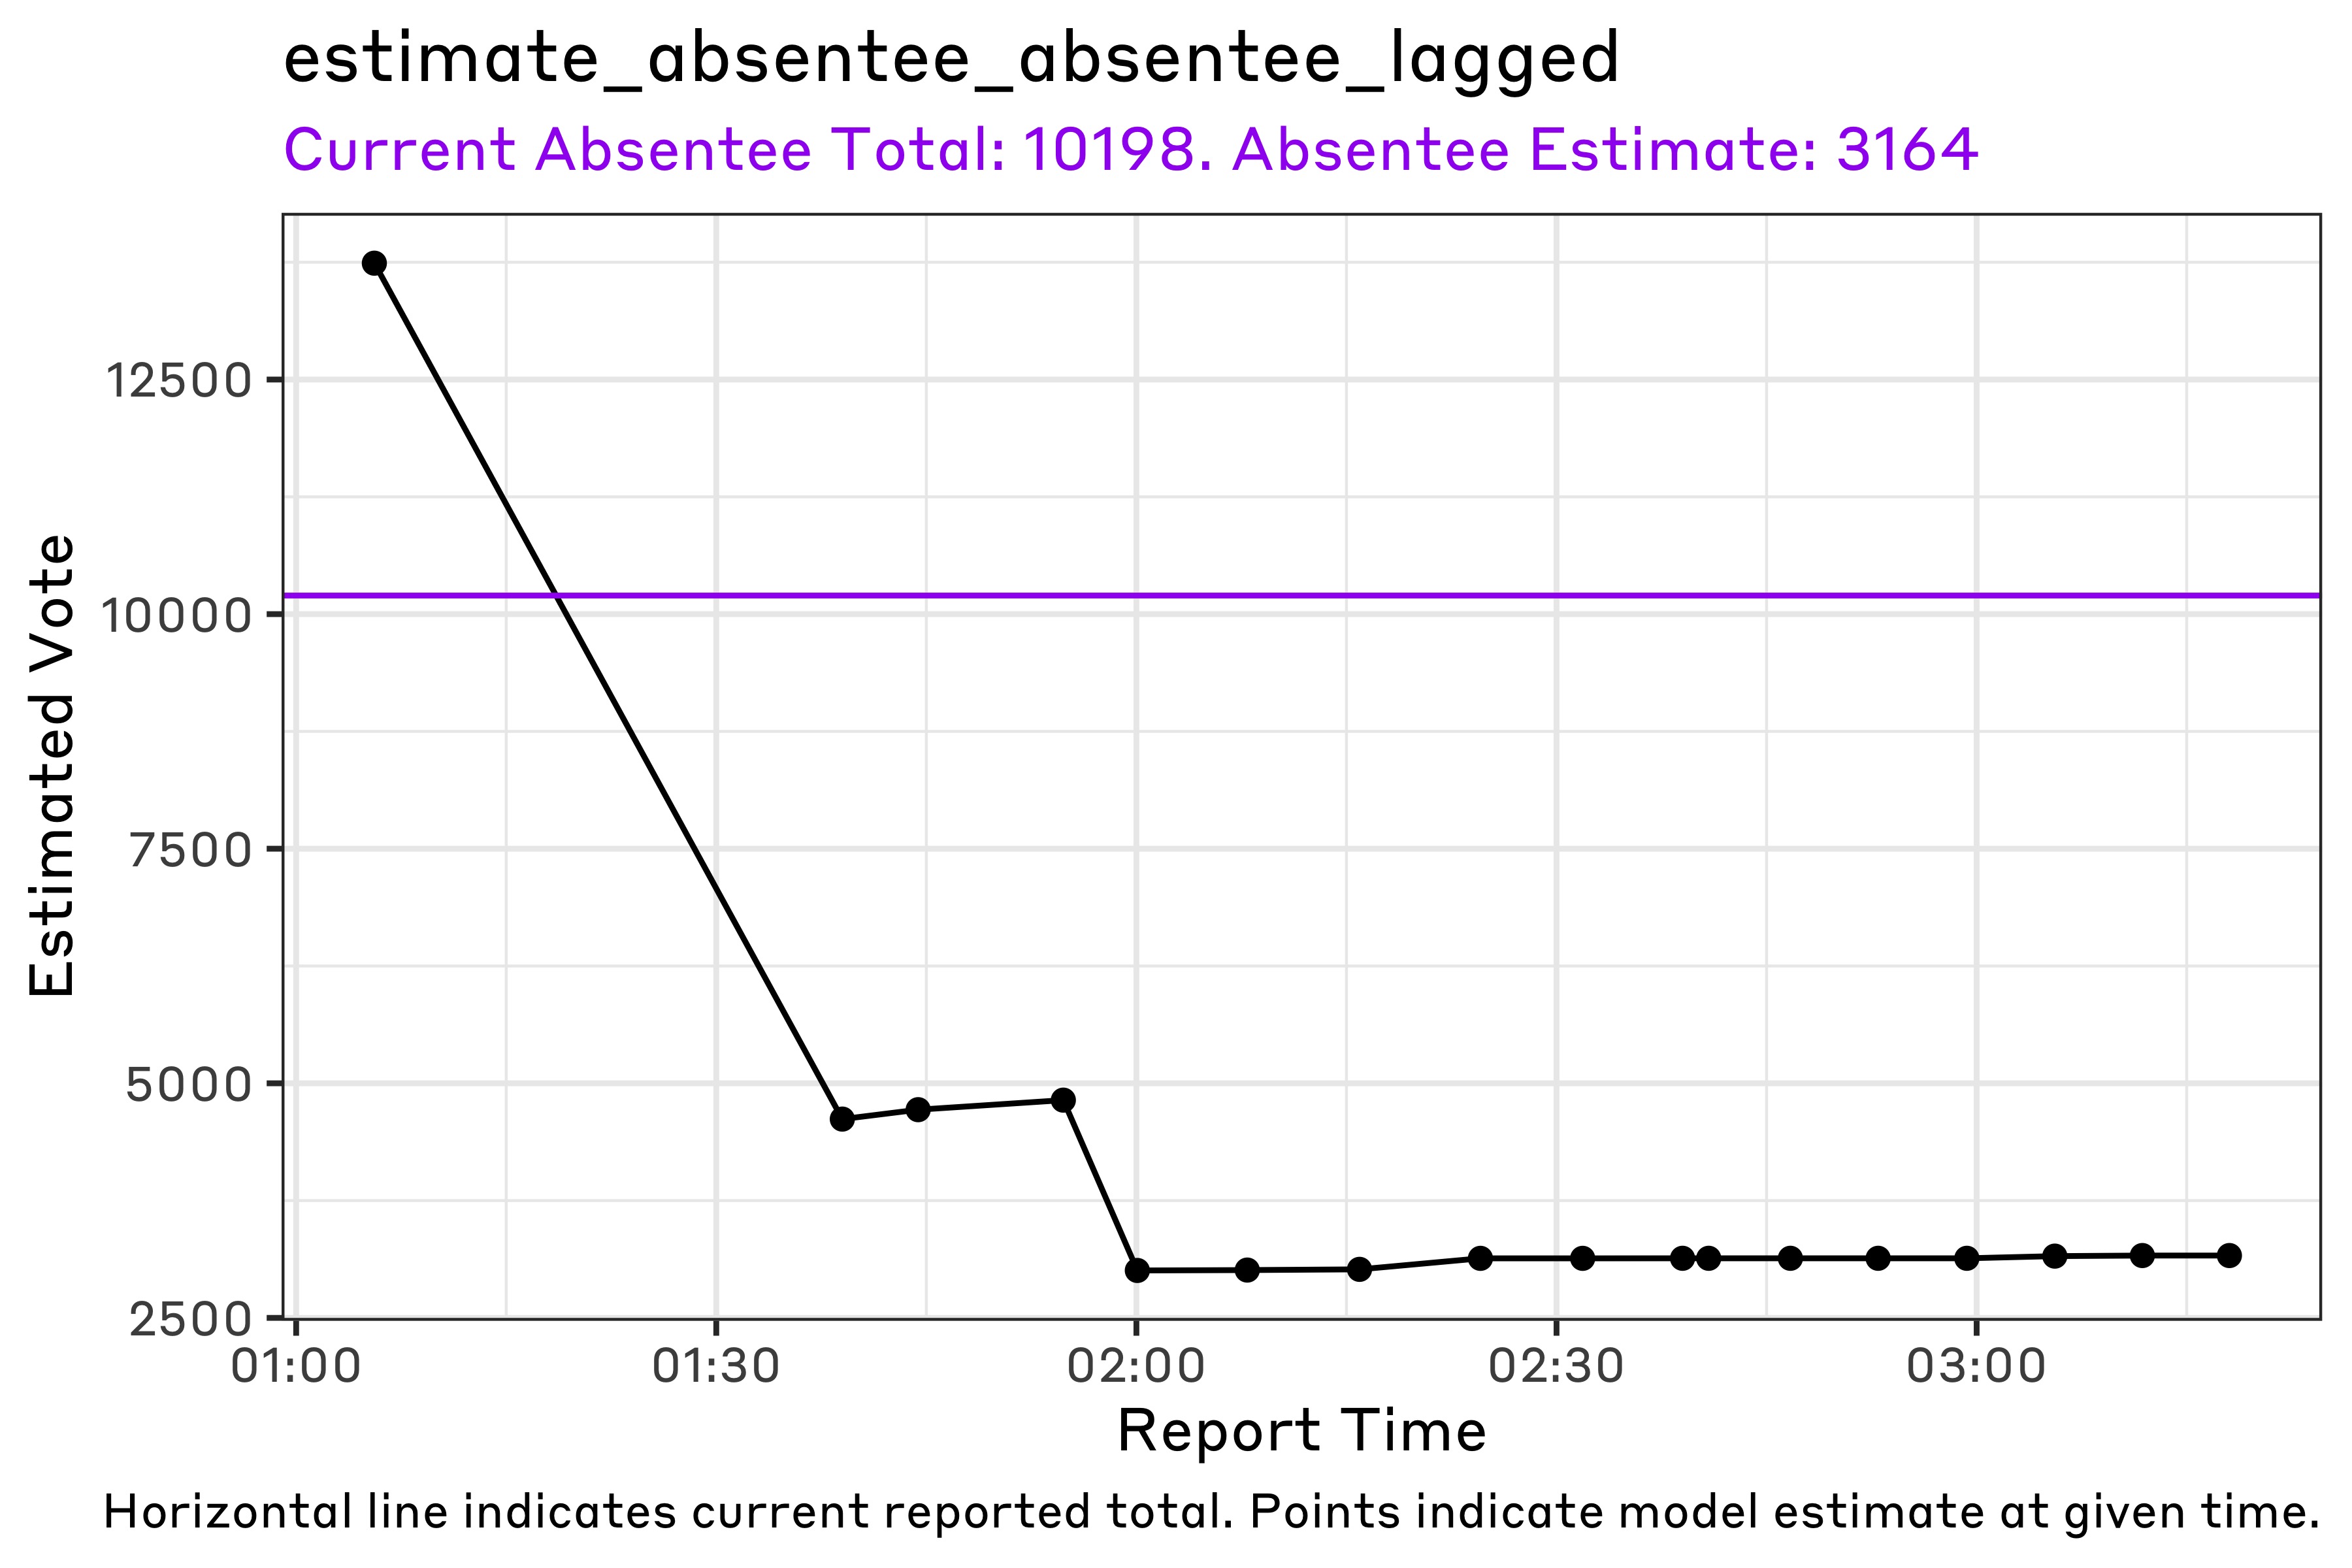 estimate_absentee_absentee_lagged
Current Absentee Total: 10198. Absentee Estimate: 3164
Estimated Vote
12500
10000
7500
5000
2500
01:00 01:30 02:00 02:30 03:00
Report Time
Horizontal line indicates current reported total. Points indicate model estimate at given time.